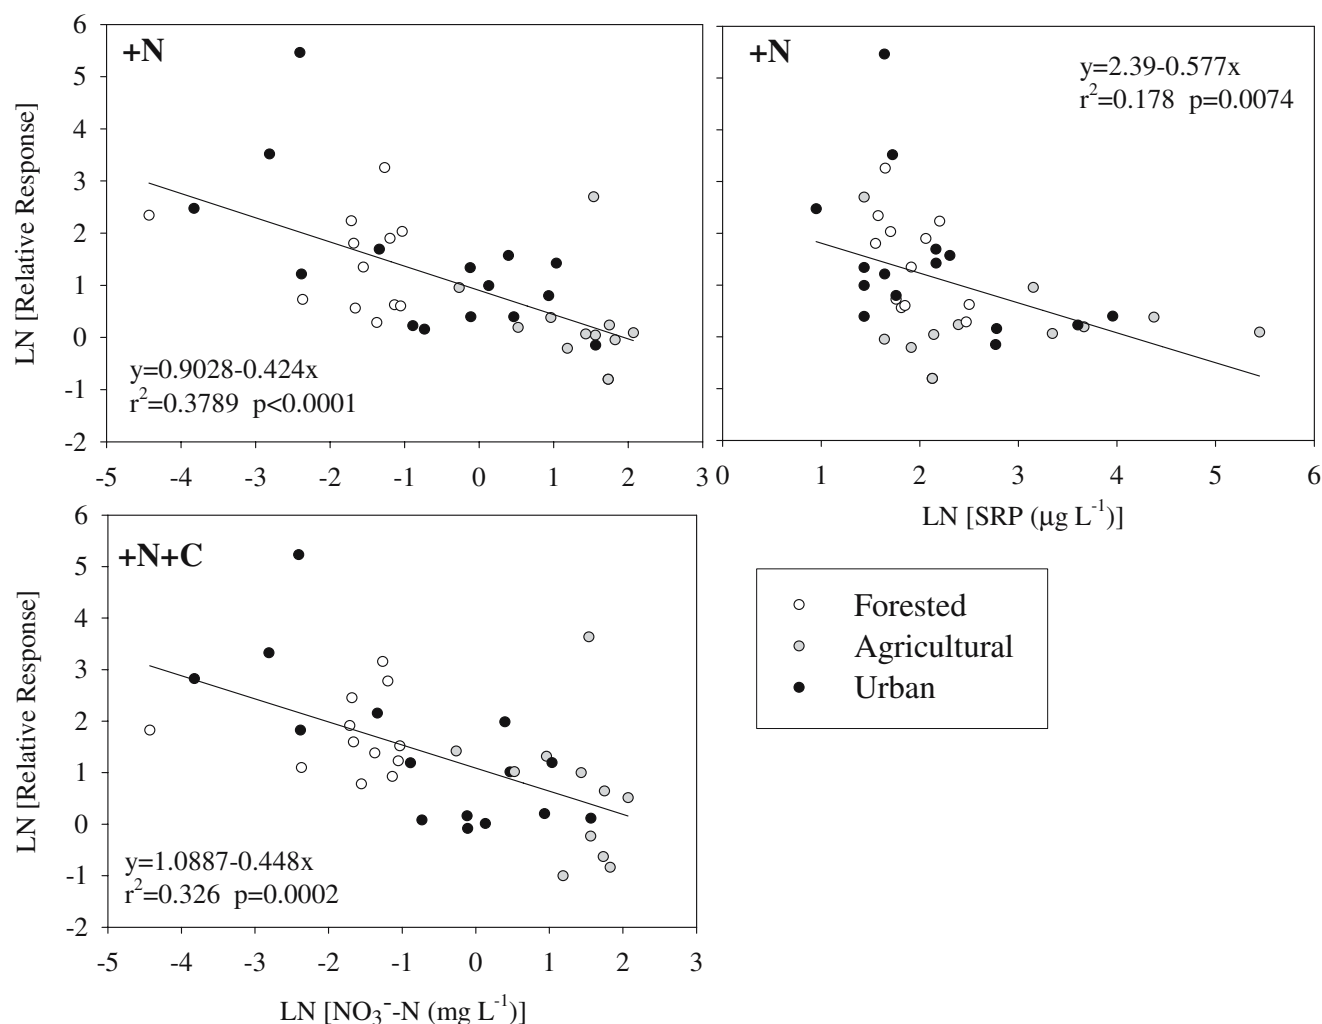 +N
y=0.9028-0.424x
r²=0.3789 p<0.0001
LN [Relative Response]
6
5
4
3
2
1
0
-1
-2
-5 -4 -3 -2 -1 0 1 2 3
+N
y=2.39-0.577x
r²=0.178 p=0.0074
0 1 2 3 4 5 6
LN [SRP (µg L⁻¹)]
+N+C
y=1.0887-0.448x
r²=0.326 p=0.0002
LN [Relative Response]
6
5
4
3
2
1
0
-1
-2
-5 -4 -3 -2 -1 0 1 2 3
LN [NO₃⁻-N (mg L⁻¹)]
Forested
Agricultural
Urban